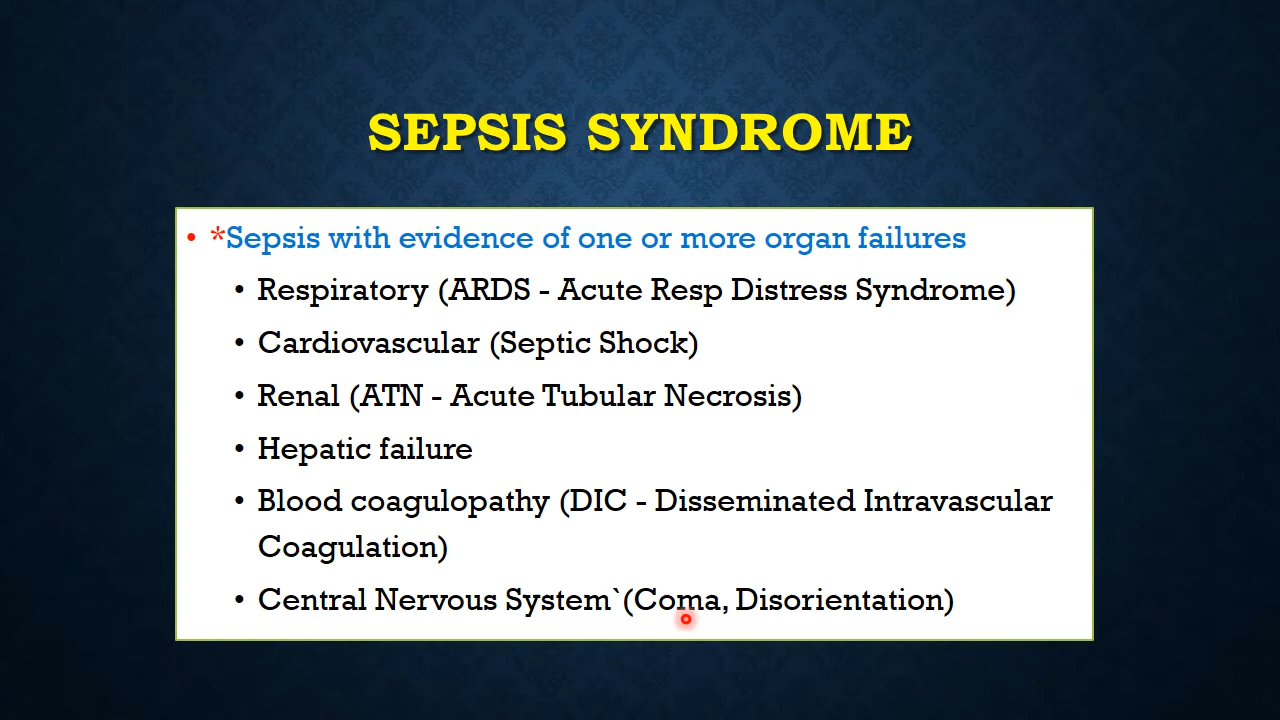 SEPSIS SYNDROME
• *Sepsis with evidence of one or more organ failures
• Respiratory (ARDS - Acute Resp Distress Syndrome)
• Cardiovascular (Septic Shock)
• Renal (ATN - Acute Tubular Necrosis)
• Hepatic failure
• Blood coagulopathy (DIC - Disseminated Intravascular
Coagulation)
• Central Nervous System`(Coma, Disorientation)